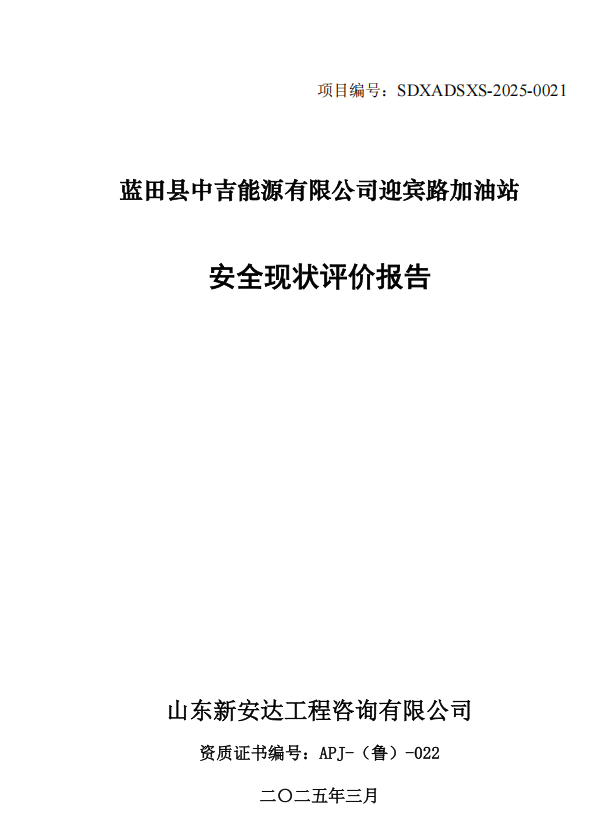 项目编号：SDXADSXS-2025-0021
蓝田县中吉能源有限公司迎宾路加油站
安全现状评价报告
山东新安达工程咨询有限公司
资质证书编号：APJ-（鲁）-022
二〇二五年三月